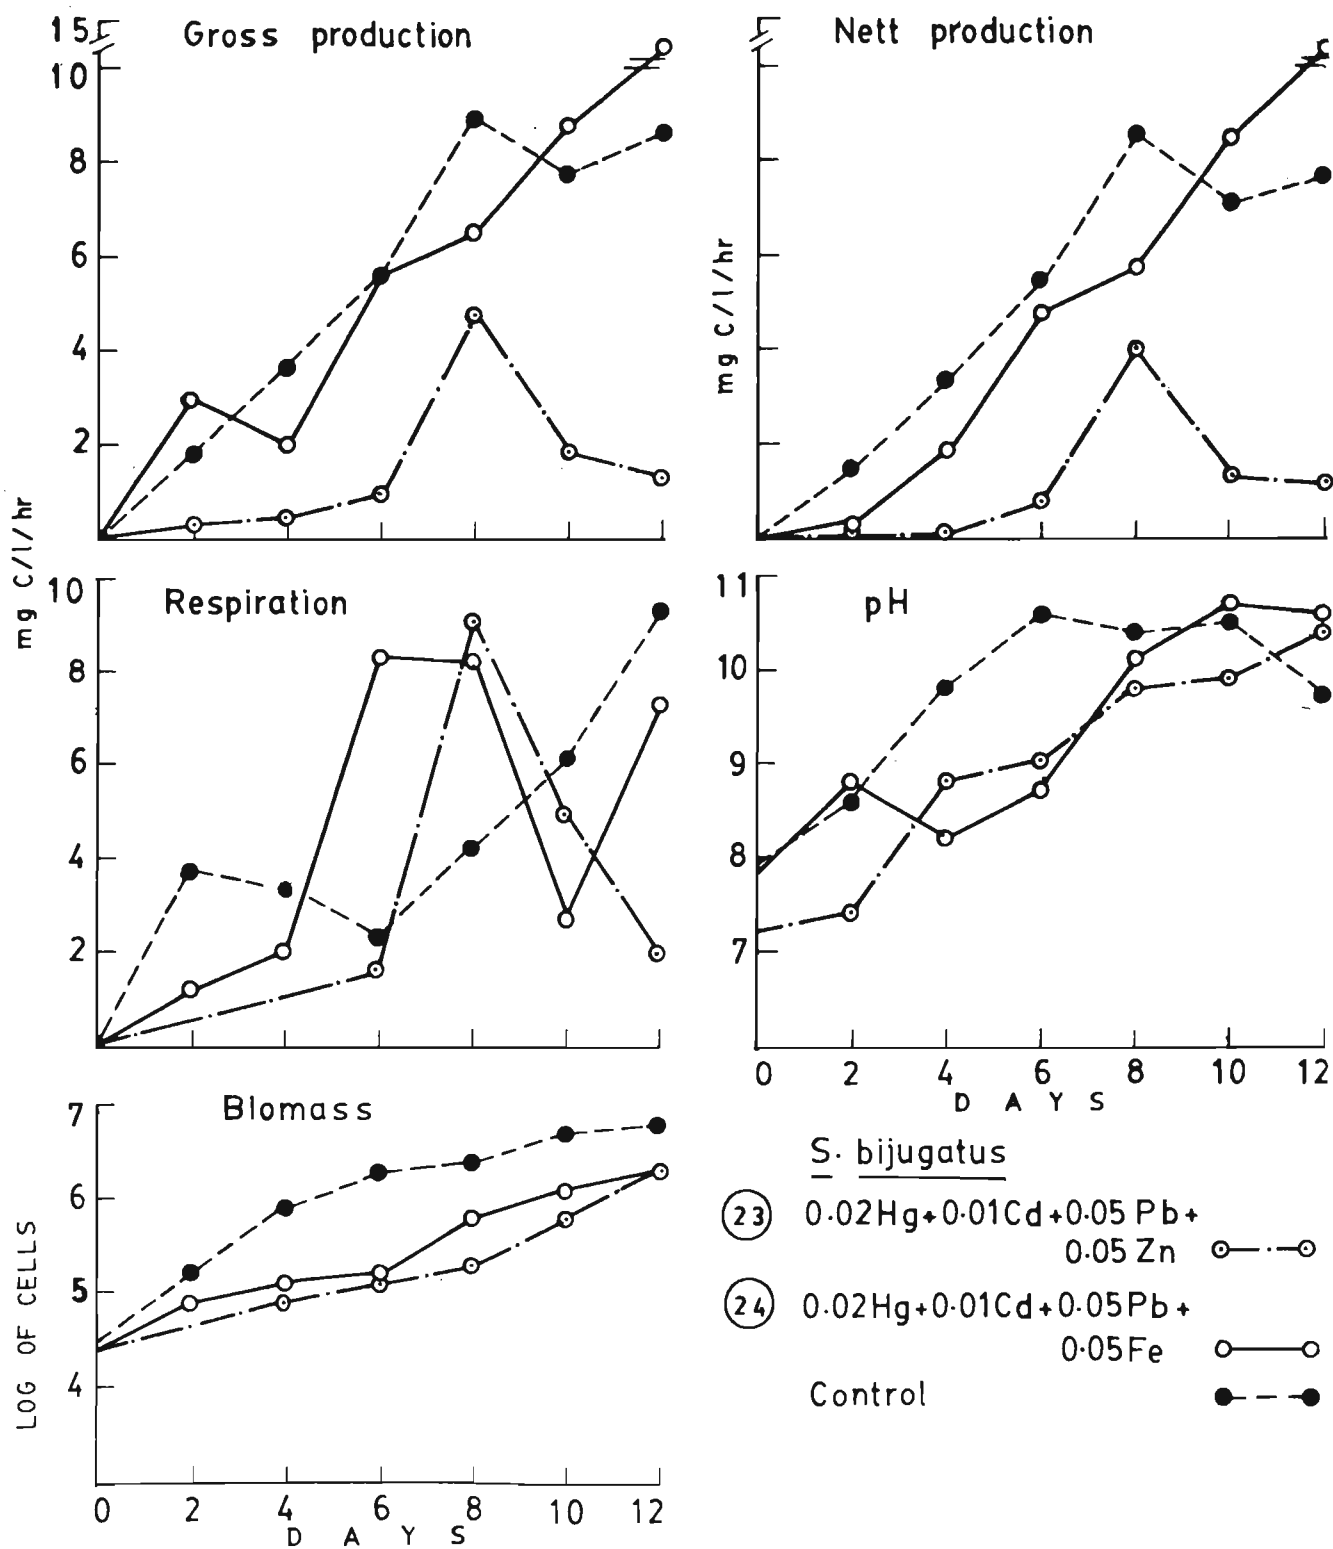 Gross production
15
10
8
6
4
2
mg C/l/hr
Nett production
mg C/l/hr
Respiration
10
8
6
4
2
pH
11
10
9
8
7
0 2 4 6 8 10 12
D A Y S
Biomass
7
6
5
4
LOG OF CELLS
0 2 4 6 8 10 12
D A Y S
S. bijugatus
23 0.02Hg+0.01Cd+0.05Pb+
0.05Zn
24 0.02Hg+0.01Cd+0.05Pb+
0.05Fe
Control